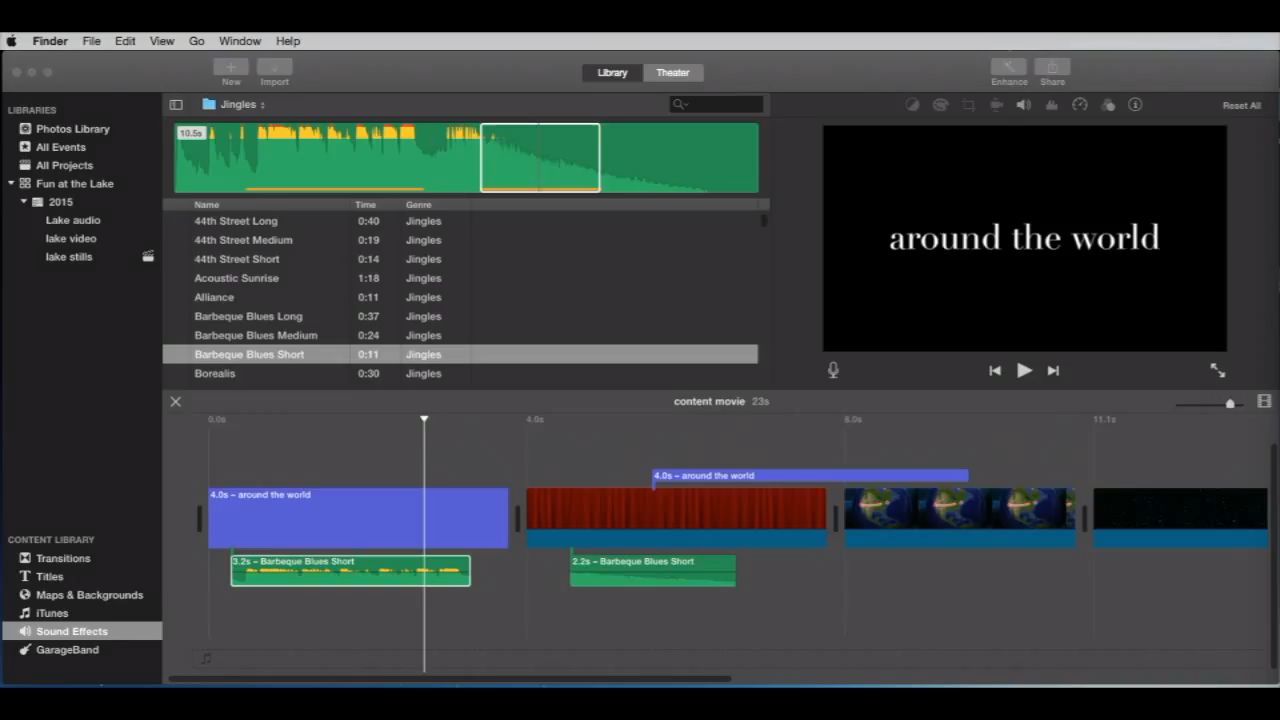 Finder File Edit View Go Window Help
New Import Library Theater Enhance Share
LIBRARIES
Photos Library
All Events
All Projects
Fun at the Lake
2015
Lake audio
lake video
lake stills
CONTENT LIBRARY
Transitions
T Titles
Maps & Backgrounds
iTunes
Sound Effects
GarageBand
Jingles
Reset All
10.5s
Name Time Genre
44th Street Long 0:40 Jingles
44th Street Medium 0:19 Jingles
44th Street Short 0:14 Jingles
Acoustic Sunrise 1:18 Jingles
Alliance 0:11 Jingles
Barbeque Blues Long 0:37 Jingles
Barbeque Blues Medium 0:24 Jingles
Barbeque Blues Short 0:11 Jingles
Borealis 0:30 Jingles
around the world
content movie 23s
0.0s 4.0s 8.0s 11.1s
4.0s – around the world
4.0s – around the world
3.2s – Barbeque Blues Short
2.2s – Barbeque Blues Short